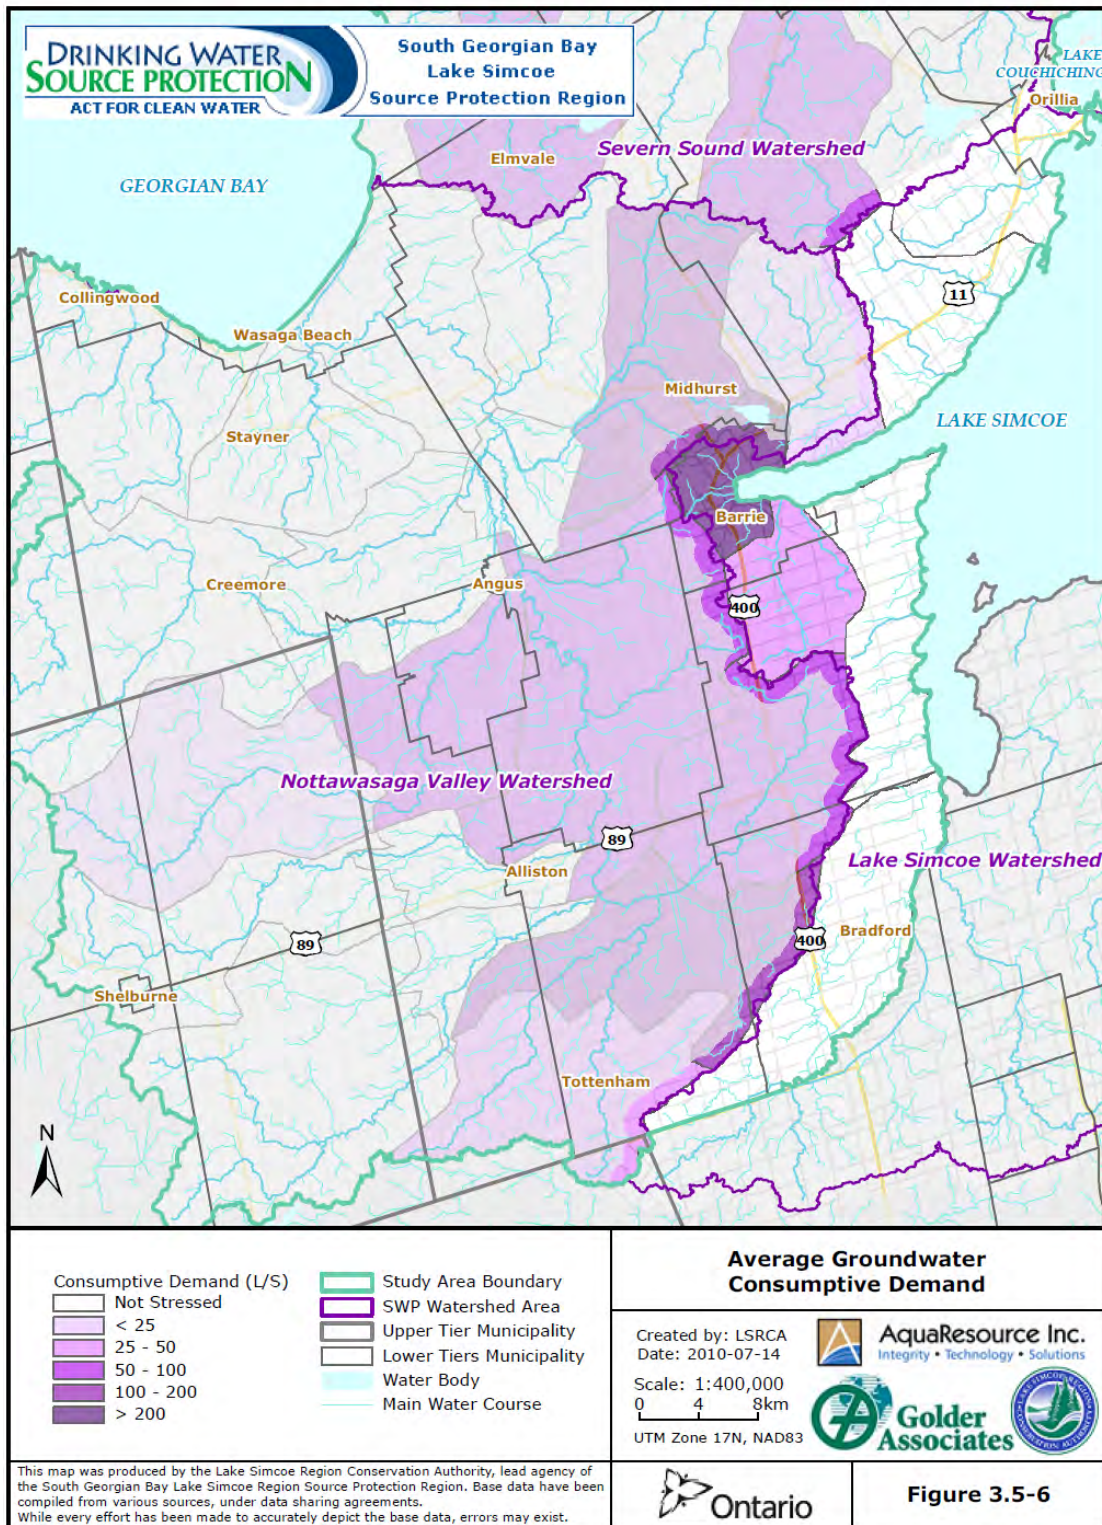 DRINKING WATER
SOURCE PROTECTION
ACT FOR CLEAN WATER
South Georgian Bay
Lake Simcoe
Source Protection Region
LAKE
COUCHICHING
Orillia
Severn Sound Watershed
Elmvale
GEORGIAN BAY
Collingwood
11
Wasaga Beach
Midhurst
LAKE SIMCOE
Stayner
Barrie
Creemore
Angus
400
Nottawasaga Valley Watershed
89
Lake Simcoe Watershed
Alliston
Bradford
400
89
Shelburne
Tottenham
N
Consumptive Demand (L/S)
Not Stressed
< 25
25 - 50
50 - 100
100 - 200
> 200
Study Area Boundary
SWP Watershed Area
Upper Tier Municipality
Lower Tiers Municipality
Water Body
Main Water Course
Average Groundwater
Consumptive Demand
Created by: LSRCA
Date: 2010-07-14
Scale: 1:400,000
0 4 8km
UTM Zone 17N, NAD83
AquaResource Inc.
Integrity • Technology • Solutions
Golder
Associates
LAKE SIMCOE REGION
CONSERVATION AUTHORITY
This map was produced by the Lake Simcoe Region Conservation Authority, lead agency of
the South Georgian Bay Lake Simcoe Region Source Protection Region. Base data have been
compiled from various sources, under data sharing agreements.
While every effort has been made to accurately depict the base data, errors may exist.
Ontario
Figure 3.5-6